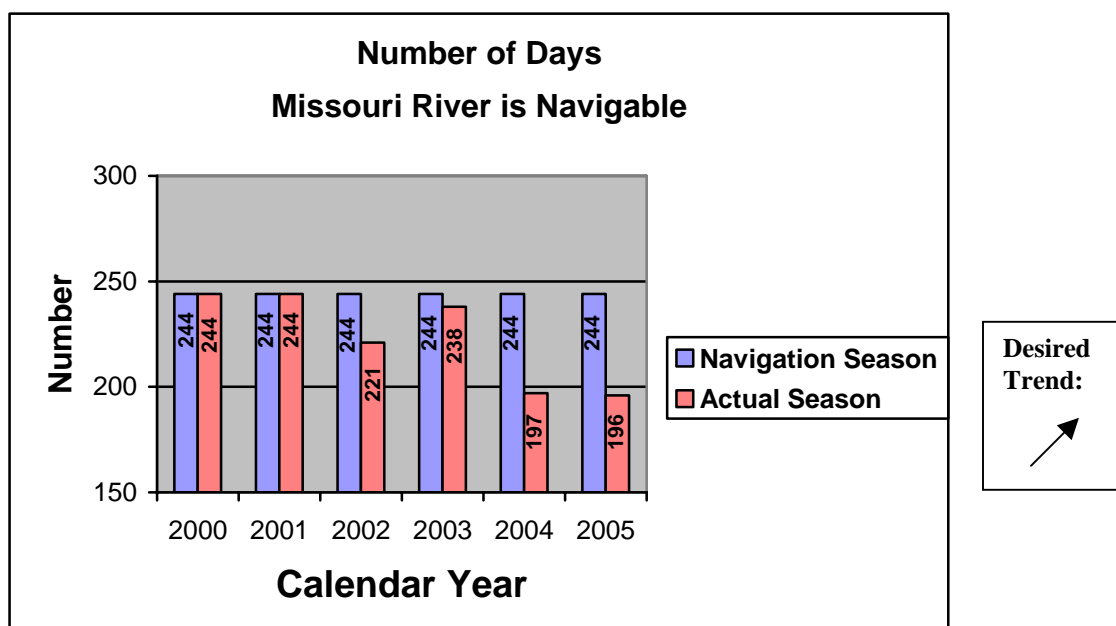 Number of Days
Missouri River is Navigable
300
250
200
150
Number
244 244 244 244 244 221 244 238 244 197 244 196
2000 2001 2002 2003 2004 2005
Calendar Year
Navigation Season
Actual Season
Desired
Trend: